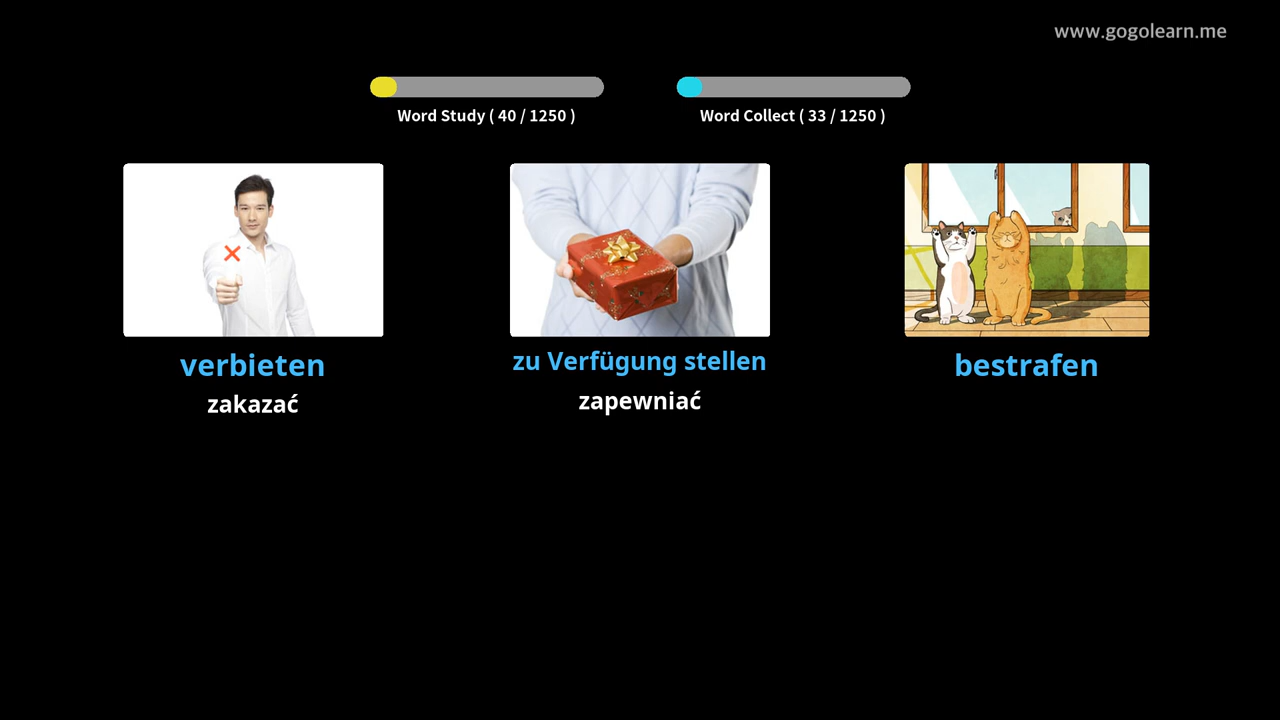 www.gogolearn.me
Word Study ( 40 / 1250 )
Word Collect ( 33 / 1250 )
verbieten
zakazać
zu Verfügung stellen
zapewniać
bestrafen